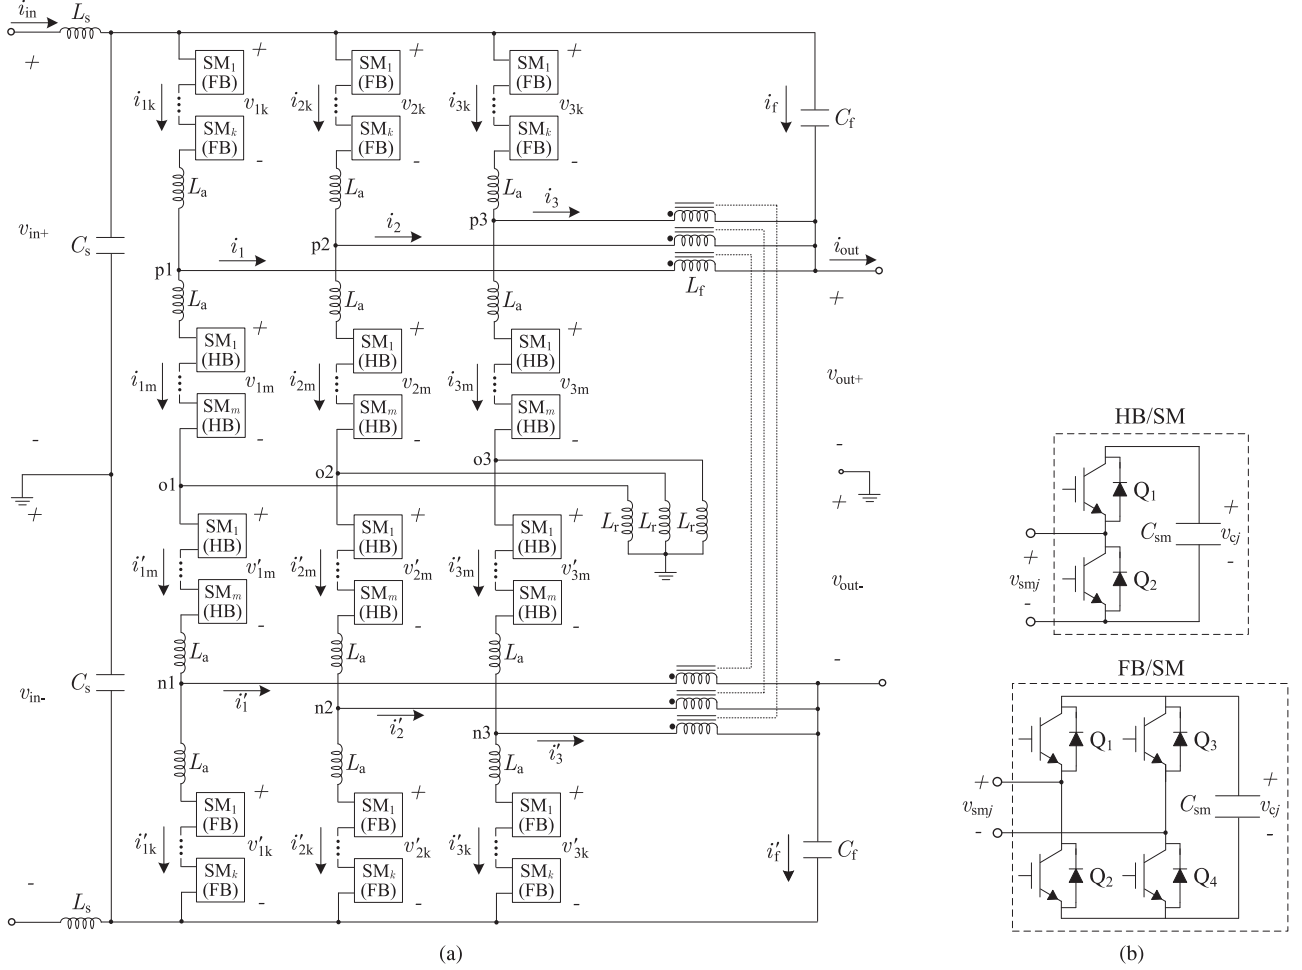 i_in L_s
+ SM_1 (FB) + SM_1 (FB) + SM_1 (FB) +
i_1k v_1k i_2k v_2k i_3k v_3k i_f C_f
SM_k (FB) - SM_k (FB) - SM_k (FB) -
L_a L_a L_a
v_in+ C_s
p3 i_3
p2 i_2
p1 i_1 i_out
L_f
L_a L_a L_a +
SM_1 (HB) + SM_1 (HB) + SM_1 (HB) +
i_1m v_1m i_2m v_2m i_3m v_3m v_out+
SM_m (HB) - SM_m (HB) - SM_m (HB) -
- -
o3
o2
o1
+ +
L_r L_r L_r
SM_1 (HB) + SM_1 (HB) + SM_1 (HB) +
i'_1m v'_1m i'_2m v'_2m i'_3m v'_3m v_out-
SM_m (HB) - SM_m (HB) - SM_m (HB) -
L_a L_a L_a -
v_in- C_s
n1 i'_1
n2 i'_2
n3 i'_3
L_a L_a L_a
SM_1 (FB) + SM_1 (FB) + SM_1 (FB) +
i'_1k v'_1k i'_2k v'_2k i'_3k v'_3k i'_f C_f
SM_k (FB) - SM_k (FB) - SM_k (FB) -
- L_s
(a)
HB/SM
Q_1
+ C_sm + v_cj -
v_smj Q_2
-
FB/SM
Q_1 Q_3
+ v_smj - C_sm + v_cj -
Q_2 Q_4
(b)